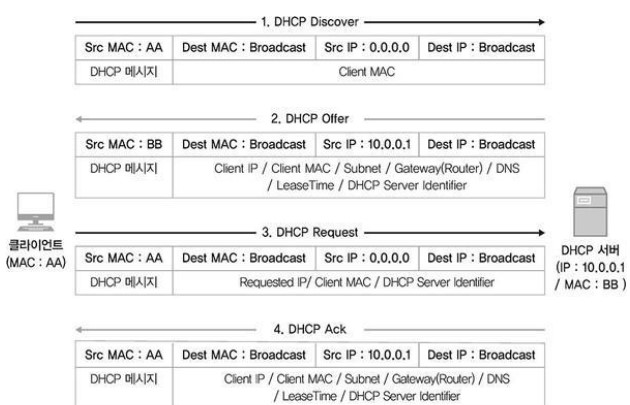 1. DHCP Discover
Src MAC : AA Dest MAC : Broadcast Src IP : 0.0.0.0 Dest IP : Broadcast
DHCP 메시지 Client MAC
2. DHCP Offer
Src MAC : BB Dest MAC : Broadcast Src IP : 10.0.0.1 Dest IP : Broadcast
DHCP 메시지 Client IP / Client MAC / Subnet / Gateway(Router) / DNS
/ LeaseTime / DHCP Server Identifier
클라이언트
(MAC : AA)
3. DHCP Request
Src MAC : AA Dest MAC : Broadcast Src IP : 0.0.0.0 Dest IP : Broadcast
DHCP 메시지 Requested IP/ Client MAC / DHCP Server Identifier
DHCP 서버
(IP : 10.0.0.1
/ MAC : BB )
4. DHCP Ack
Src MAC : AA Dest MAC : Broadcast Src IP : 10.0.0.1 Dest IP : Broadcast
DHCP 메시지 Client IP / Client MAC / Subnet / Gateway(Router) / DNS
/ LeaseTime / DHCP Server Identifier